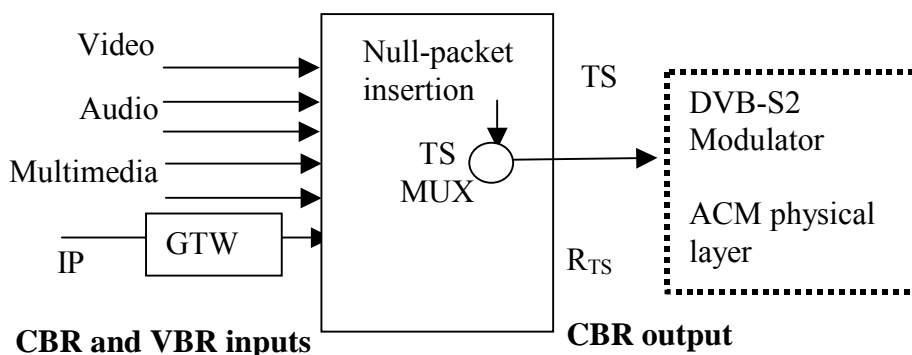 Video
Audio
Multimedia
IP
GTW
CBR and VBR inputs
Null-packet
insertion
TS
MUX
TS
R_TS
CBR output
DVB-S2
Modulator
ACM physical
layer